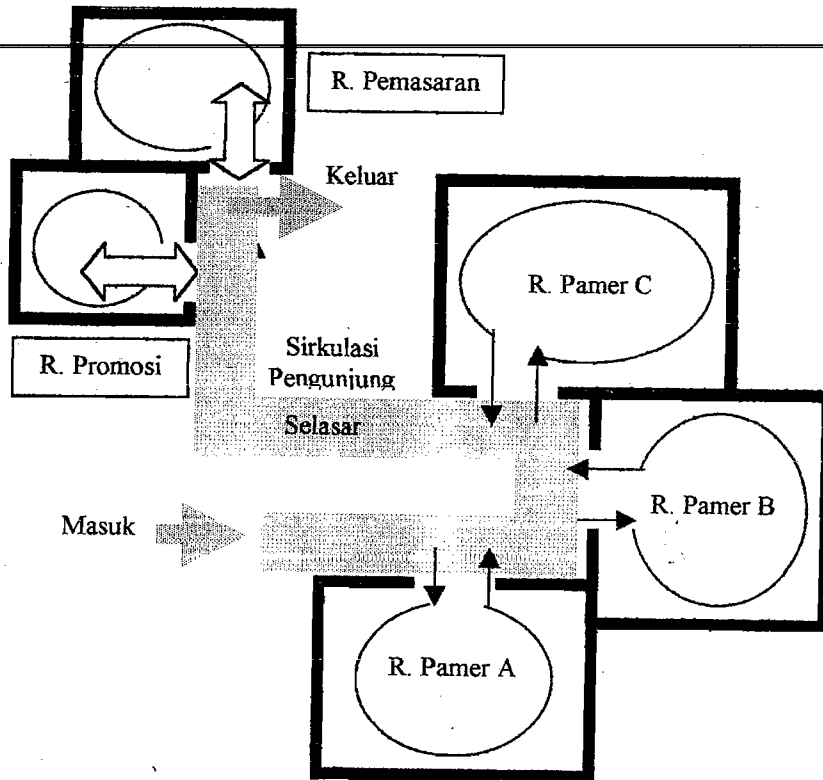 R. Pemasaran
Keluar
R. Pamer C
R. Promosi
Sirkulasi
Pengunjung
Selasar
R. Pamer B
Masuk
R. Pamer A